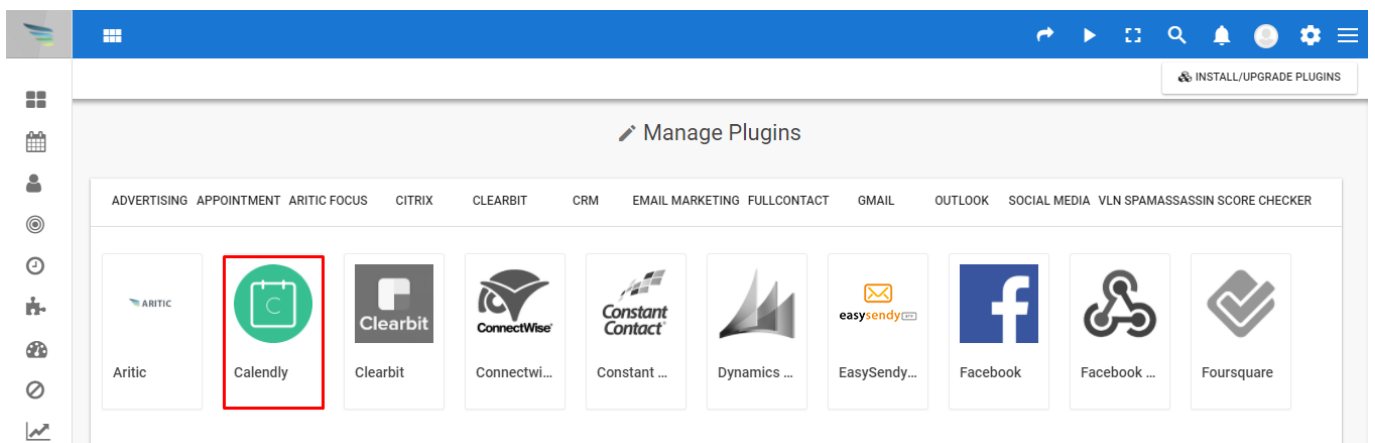 INSTALL/UPGRADE PLUGINS
Manage Plugins
ADVERTISING APPOINTMENT ARITIC FOCUS CITRIX CLEARBIT CRM EMAIL MARKETING FULLCONTACT GMAIL OUTLOOK SOCIAL MEDIA VLN SPAMASSASSIN SCORE CHECKER
ARITIC C Clearbit ConnectWise Constant Contact® easysendy f
Aritic Calendly Clearbit Connectwi... Constant ... Dynamics ... EasySendy... Facebook Facebook ... Foursquare